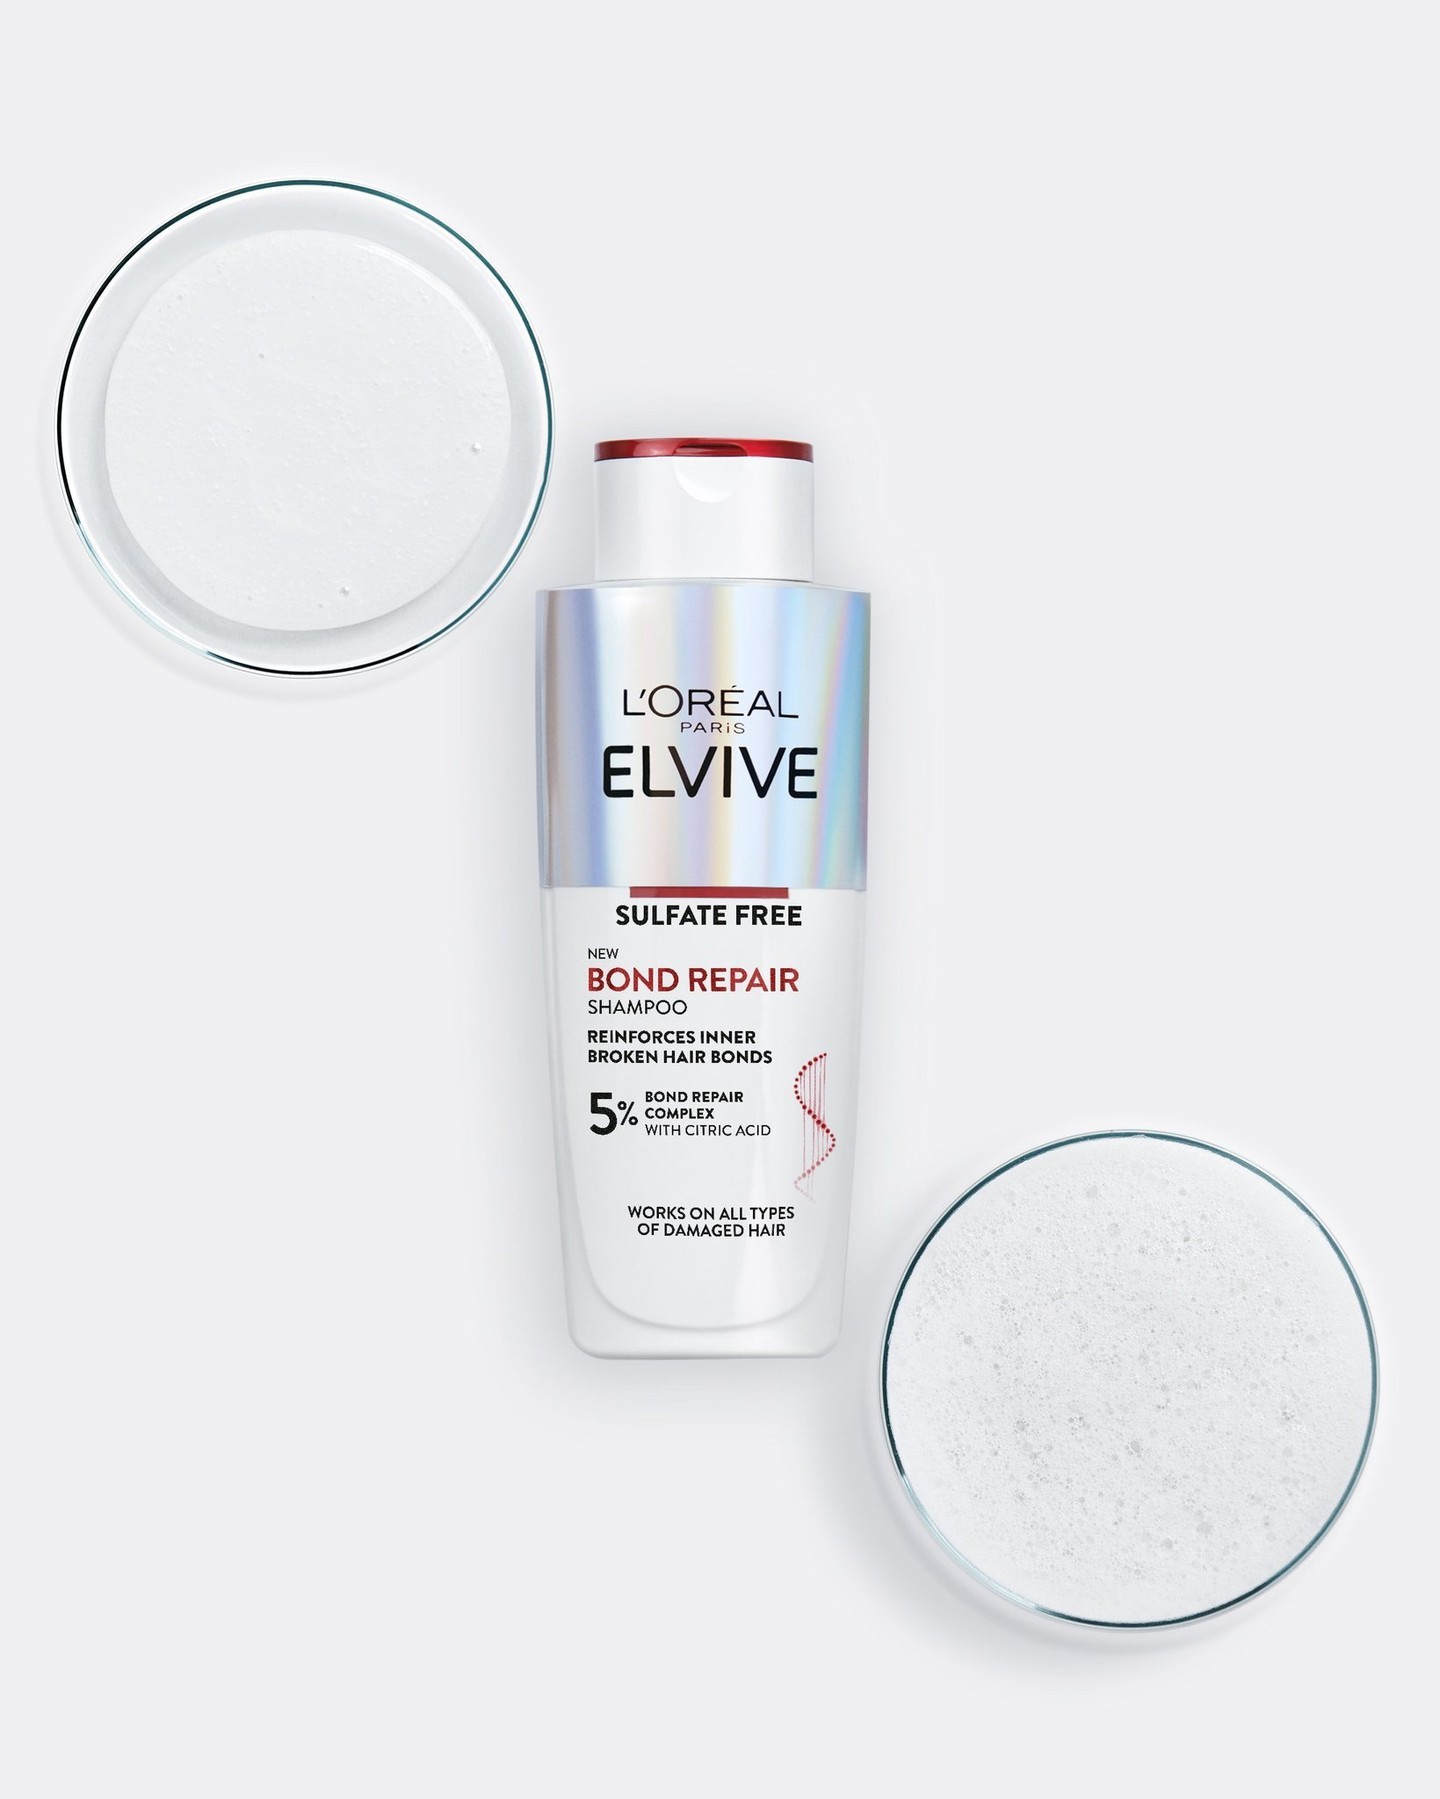 L'ORÉAL
PARiS
ELVIVE
SULFATE FREE
NEW
BOND REPAIR
SHAMPOO
REINFORCES INNER
BROKEN HAIR BONDS
5% BOND REPAIR
COMPLEX
WITH CITRIC ACID
WORKS ON ALL TYPES
OF DAMAGED HAIR